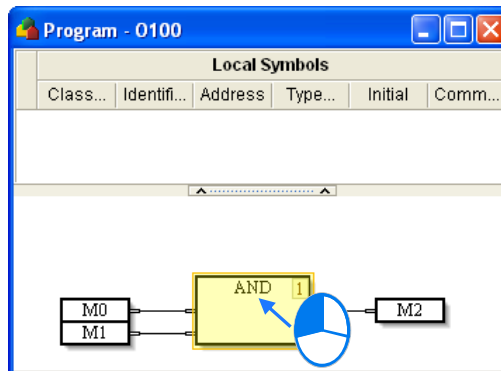 Program - O100
Local Symbols
Class... Identifi... Address Type... Initial Comm...
AND 1
M0 M2
M1